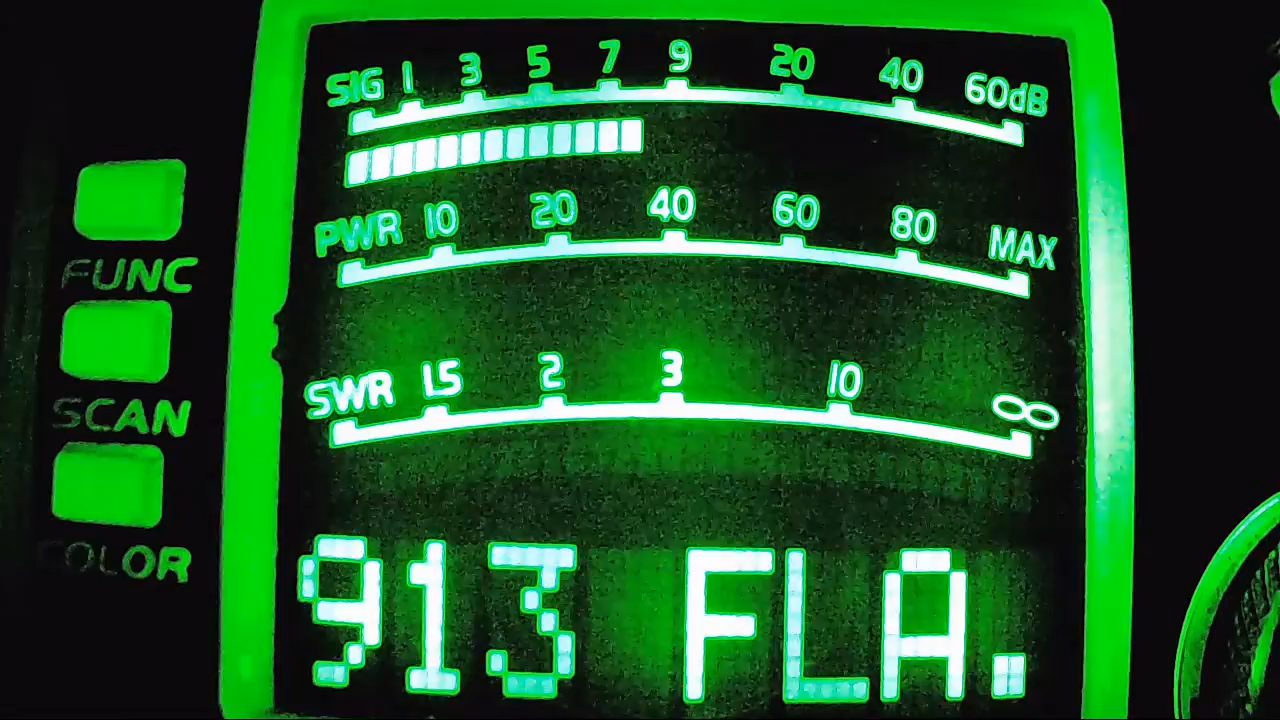 SIG 1 3 5 7 9 20 40 60dB
PWR 10 20 40 60 80 MAX
FUNC
SWR 1.5 2 3 10 ∞
SCAN
COLOR
913 FLA.